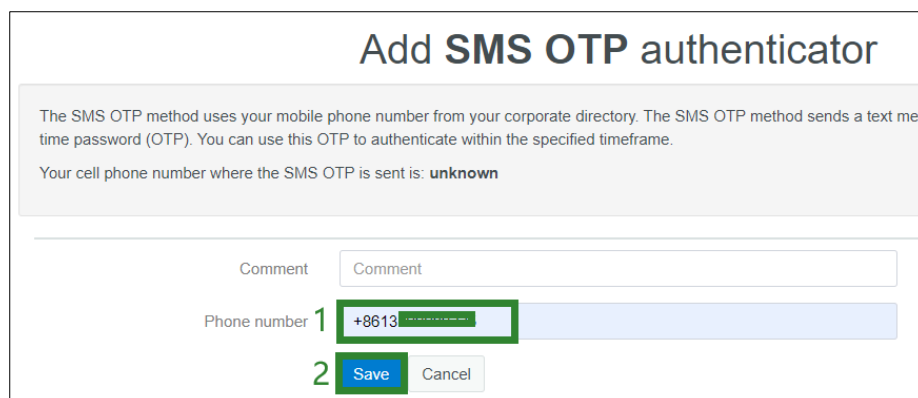 Add SMS OTP authenticator
The SMS OTP method uses your mobile phone number from your corporate directory. The SMS OTP method sends a text me
time password (OTP). You can use this OTP to authenticate within the specified timeframe.
Your cell phone number where the SMS OTP is sent is: unknown
Comment Comment
Phone number 1 +8613
2 Save Cancel